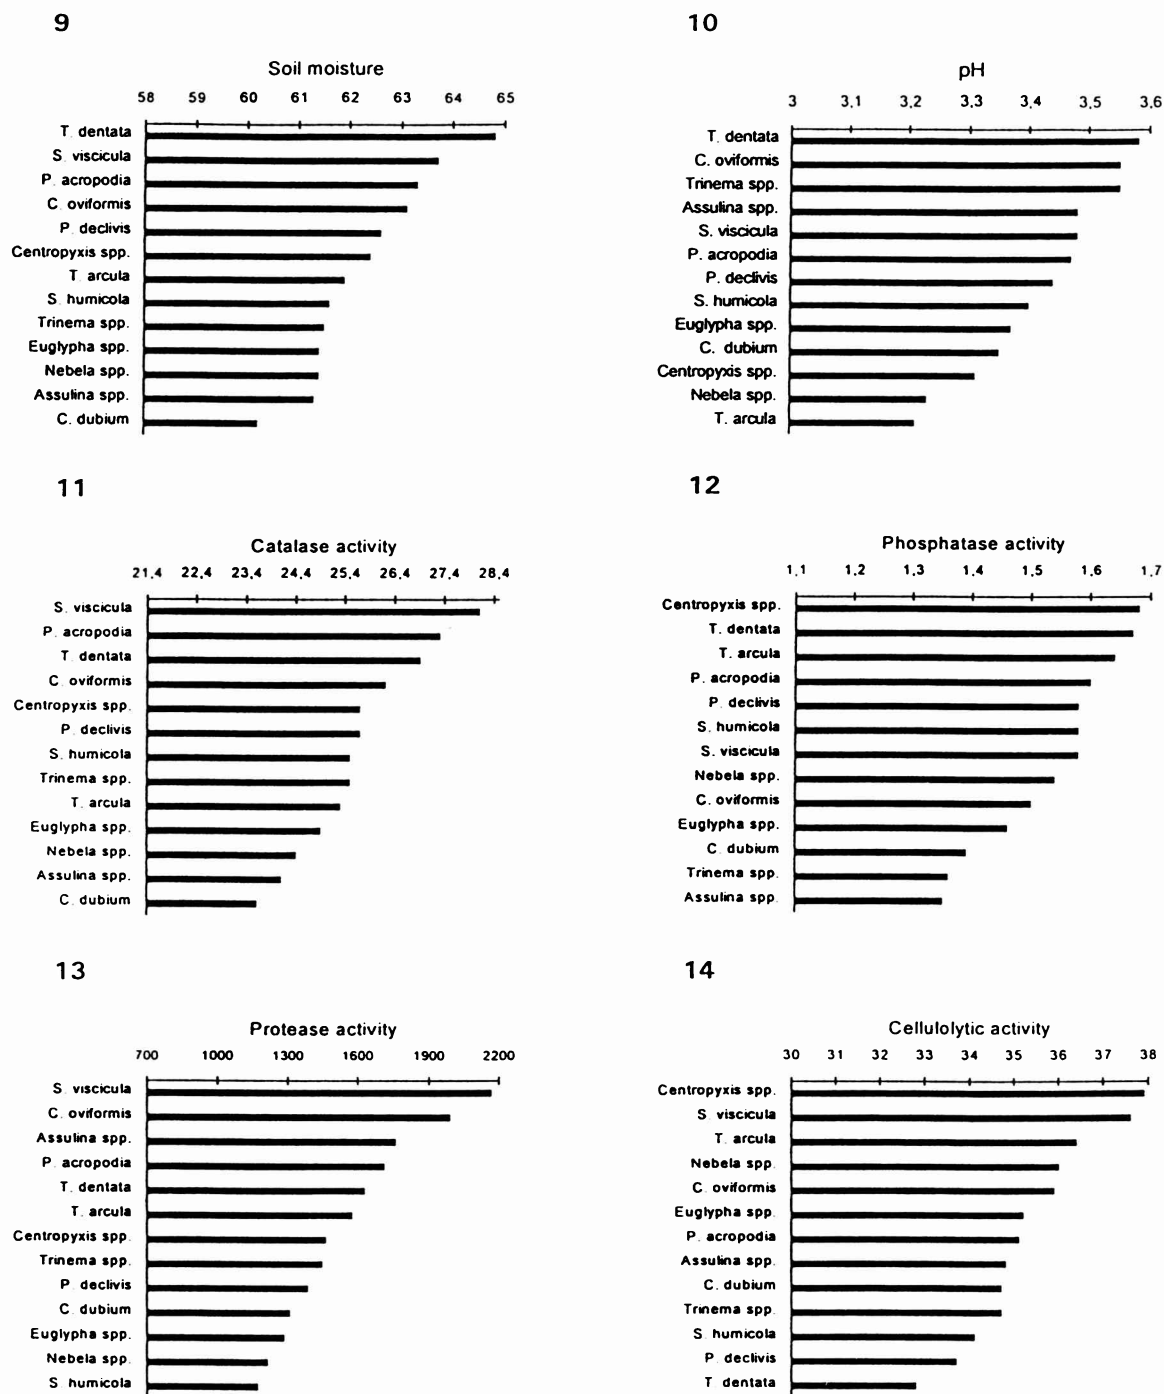 9
Soil moisture
58 59 60 61 62 63 64 65
T. dentata
S. viscicula
P. acropodia
C. oviformis
P. declivis
Centropyxis spp.
T. arcula
S. humicola
Trinema spp.
Euglypha spp.
Nebela spp.
Assulina spp.
C. dubium
10
pH
3 3,1 3,2 3,3 3,4 3,5 3,6
T. dentata
C. oviformis
Trinema spp.
Assulina spp.
S. viscicula
P. acropodia
P. declivis
S. humicola
Euglypha spp.
C. dubium
Centropyxis spp.
Nebela spp.
T. arcula
11
Catalase activity
21,4 22,4 23,4 24,4 25,4 26,4 27,4 28,4
S. viscicula
P. acropodia
T. dentata
C. oviformis
Centropyxis spp.
P. declivis
S. humicola
Trinema spp.
T. arcula
Euglypha spp.
Nebela spp.
Assulina spp.
C. dubium
12
Phosphatase activity
1,1 1,2 1,3 1,4 1,5 1,6 1,7
Centropyxis spp.
T. dentata
T. arcula
P. acropodia
P. declivis
S. humicola
S. viscicula
Nebela spp.
C. oviformis
Euglypha spp.
C. dubium
Trinema spp.
Assulina spp.
13
Protease activity
700 1000 1300 1600 1900 2200
S. viscicula
C. oviformis
Assulina spp.
P. acropodia
T. dentata
T. arcula
Centropyxis spp.
Trinema spp.
P. declivis
C. dubium
Euglypha spp.
Nebela spp.
S. humicola
14
Cellulolytic activity
30 31 32 33 34 35 36 37 38
Centropyxis spp.
S. viscicula
T. arcula
Nebela spp.
C. oviformis
Euglypha spp.
P. acropodia
Assulina spp.
C. dubium
Trinema spp.
S. humicola
P. declivis
T. dentata